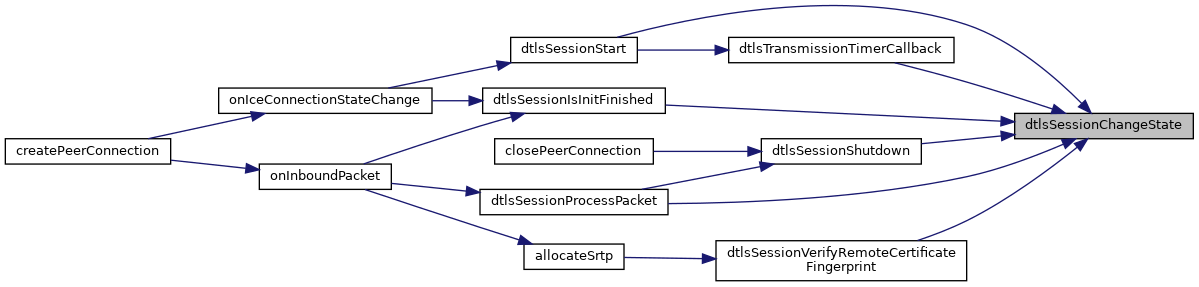 dtlsSessionStart
dtlsTransmissionTimerCallback
onIceConnectionStateChange
dtlsSessionIsInitFinished
dtlsSessionChangeState
createPeerConnection
closePeerConnection
dtlsSessionShutdown
onInboundPacket
dtlsSessionProcessPacket
allocateSrtp
dtlsSessionVerifyRemoteCertificate
Fingerprint